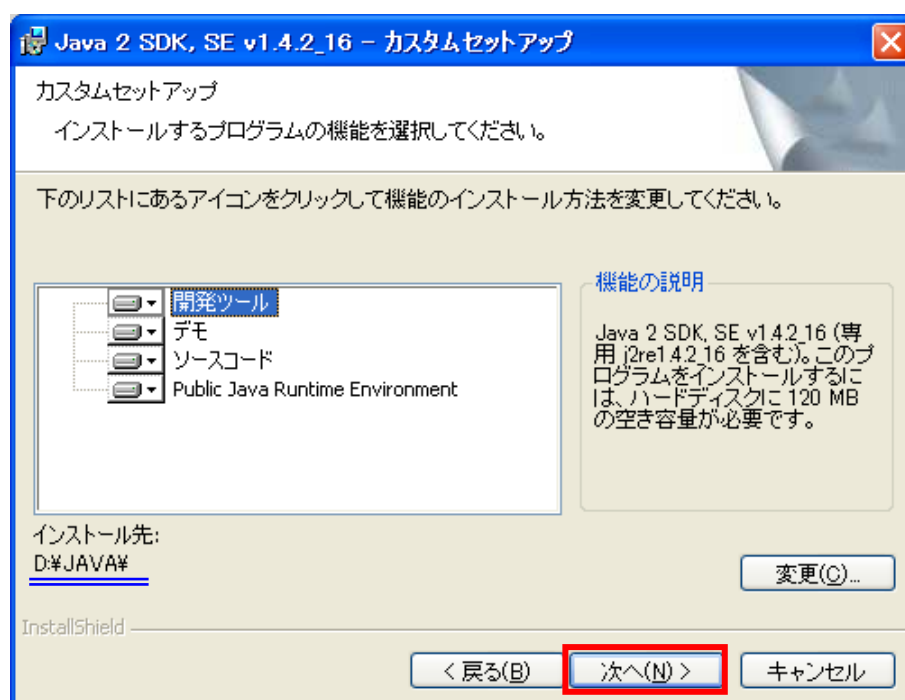 Java 2 SDK, SE v1.4.2_16 - カスタムセットアップ
カスタムセットアップ
インストールするプログラムの機能を選択してください。
下のリストにあるアイコンをクリックして機能のインストール方法を変更してください。
開発ツール
デモ
ソースコード
Public Java Runtime Environment
機能の説明
Java 2 SDK, SE v1.4.2_16 (専
用 j2re1.4.2_16 を含む)。このプ
ログラムをインストールするに
は、ハードディスクに 120 MB
の空き容量が必要です。
インストール先:
D:¥JAVA¥
変更(C)...
InstallShield
< 戻る(B)
次へ(N) >
キャンセル